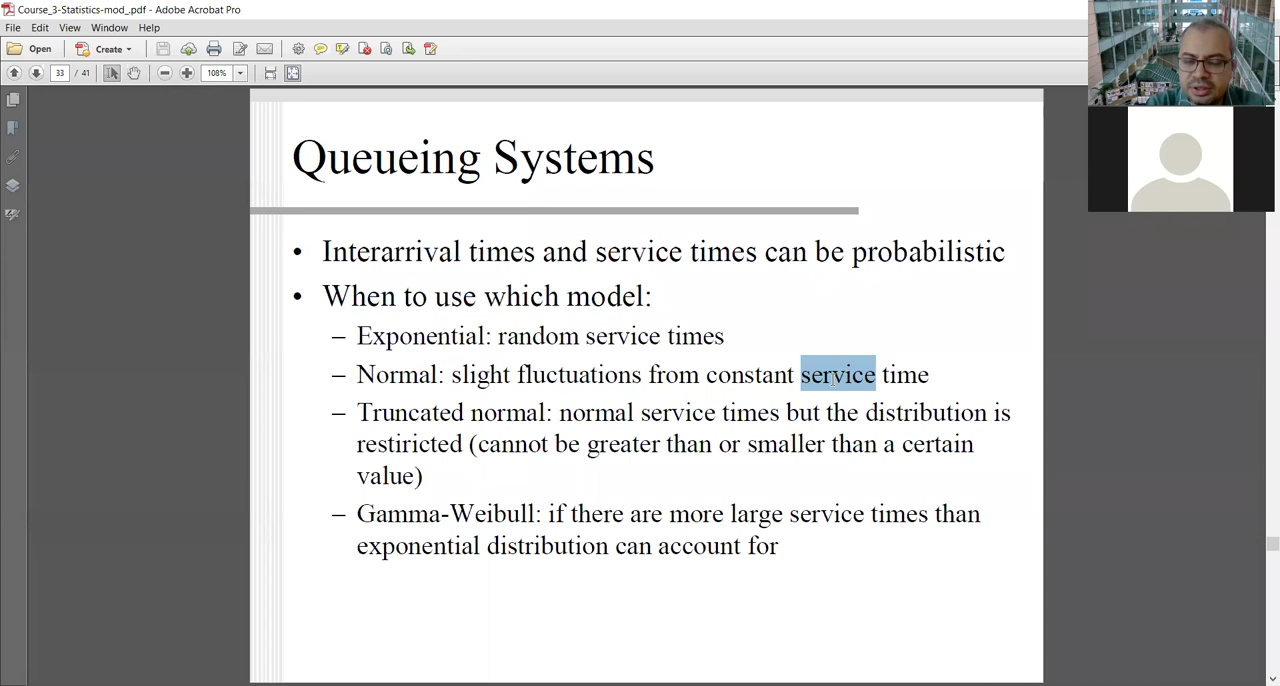 Course_3-Statistics-mod_.pdf - Adobe Acrobat Pro
File Edit View Window Help
Open Create
33 / 41 108%
Queueing Systems
• Interarrival times and service times can be probabilistic
• When to use which model:
– Exponential: random service times
– Normal: slight fluctuations from constant service time
– Truncated normal: normal service times but the distribution is
restiricted (cannot be greater than or smaller than a certain
value)
– Gamma-Weibull: if there are more large service times than
exponential distribution can account for